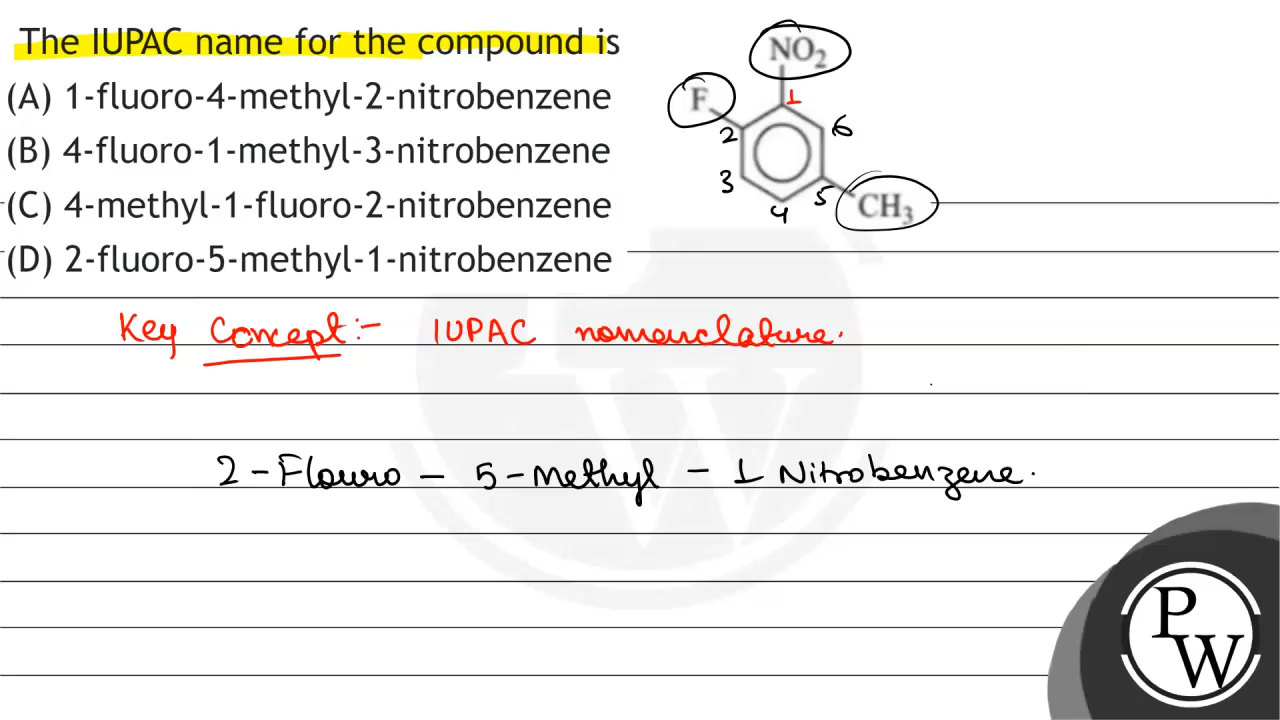 The IUPAC name for the compound is
(A) 1-fluoro-4-methyl-2-nitrobenzene
(B) 4-fluoro-1-methyl-3-nitrobenzene
(C) 4-methyl-1-fluoro-2-nitrobenzene
(D) 2-fluoro-5-methyl-1-nitrobenzene
NO₂
F 1
2 6
3 5
4 CH₃
Key Concept:- IUPAC nomenclature.
2-Flouro - 5-Methyl - 1 Nitrobenzene.
P
W